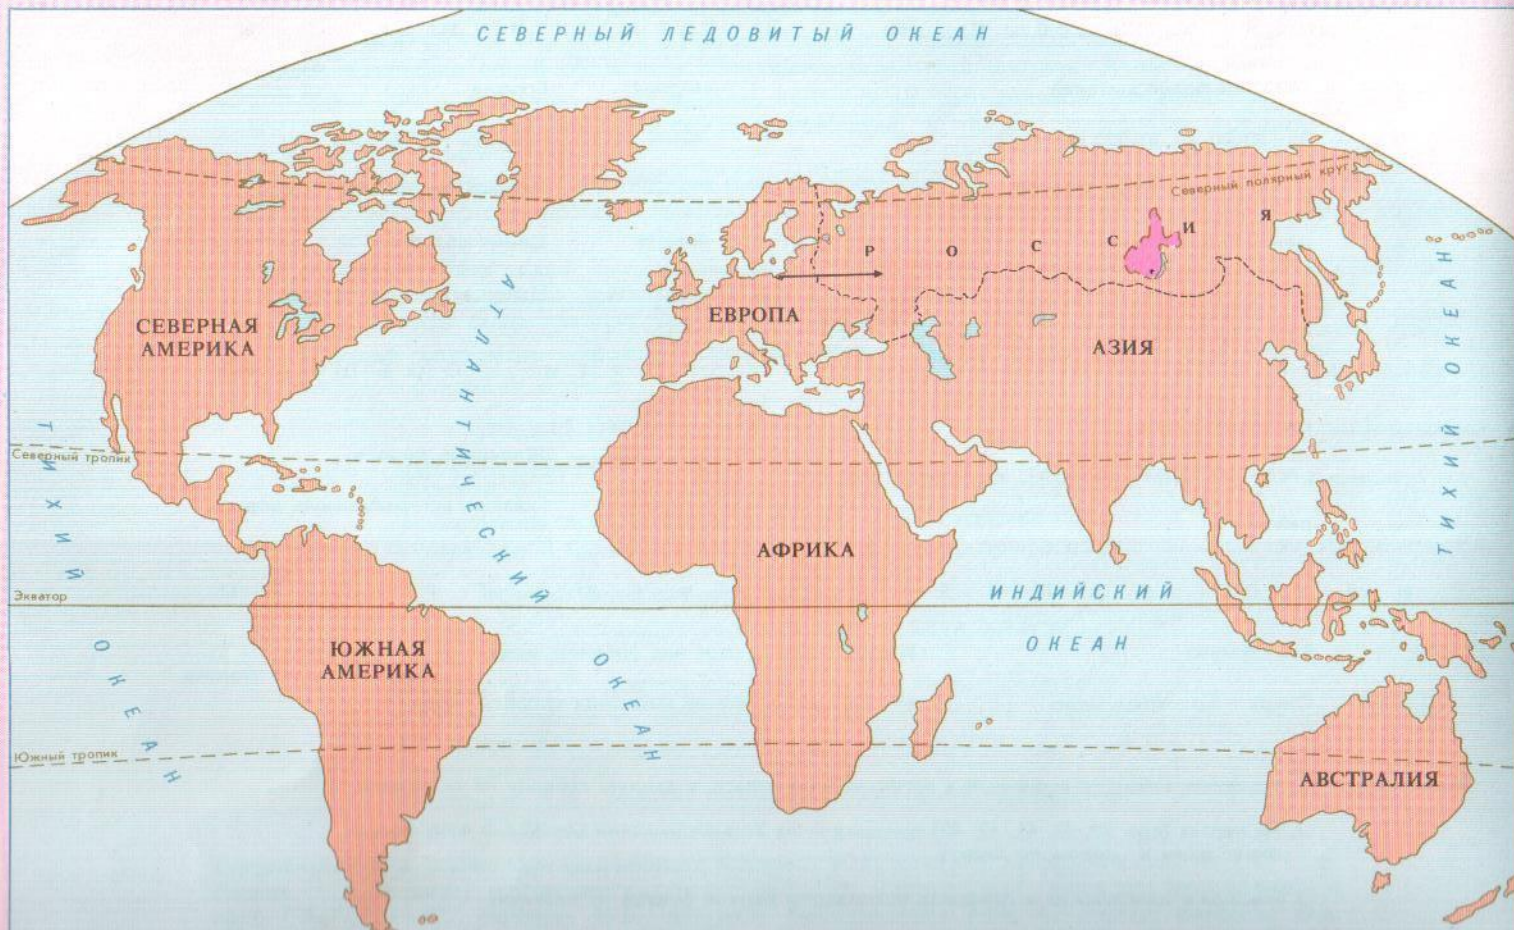 СЕВЕРНЫЙ ЛЕДОВИТЫЙ ОКЕАН
Северный полярный круг
РОССИЯ
ЕВРОПА
СЕВЕРНАЯ
АМЕРИКА
АЗИЯ
АТЛАНТИЧЕСКИЙ
ОКЕАН
ТИХИЙ ОКЕАН
Северный тропик
ТИХИЙ
ОКЕАН
АФРИКА
Экватор
ИНДИЙСКИЙ
ОКЕАН
ЮЖНАЯ
АМЕРИКА
Южный тропик
АВСТРАЛИЯ